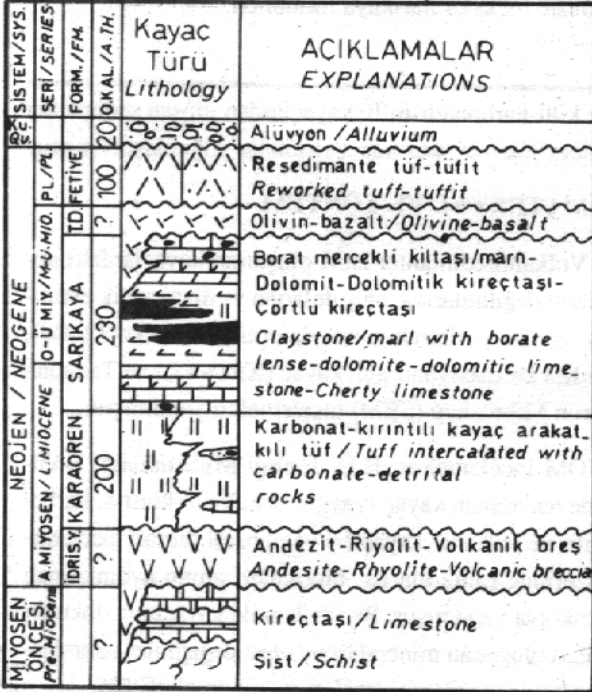 SİSTEM/SYS.
SERİ/SERIES
FORM./FM.
O.KAL/A.TH.
Kayaç
Türü
Lithology
AÇIKLAMALAR
EXPLANATIONS
20
Alüvyon/Alluvium
NEOJEN / NEOGENE
PL/PL
FETİYE
100
Resedimante tüf-tüfit
Reworked tuff-tuffit
T.D.
?
Olivin-bazalt/Olivine-basalt
O-Ü MİY./M-U.MIO.
SARIKAYA
230
Borat mercekli kiltaşı/marn-
Dolomit-Dolomitik kireçtaşı-
Çörtlü kireçtaşı
Claystone/marl with borate
lense-dolomite-dolomitic lime_
stone-Cherty limestone
A.MİYOSEN/L.MIOCENE
KARAÖREN
200
Karbonat-kırıntılı kayaç arakat_
kılı tüf/Tuff intercalated with
carbonate-detrital
rocks
IDRIS.Y.
?
Andezit-Riyolit-Volkanik breş
Andesite-Rhyolite-Volcanic breccia
MİYOSEN
ÖNCESİ
Pre-Miocene
?
Kireçtaşı/Limestone
Şist/Schist